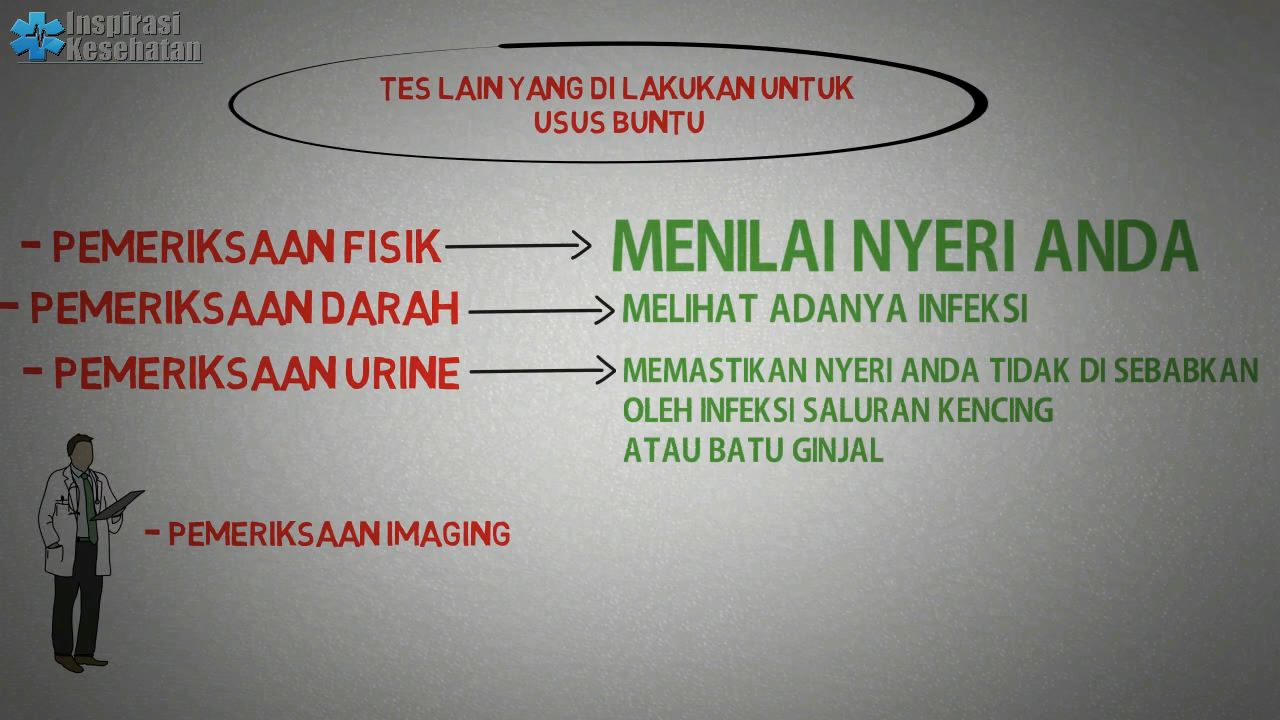 Inspirasi
Kesehatan
TES LAIN YANG DI LAKUKAN UNTUK
USUS BUNTU
- PEMERIKSAAN FISIK
MENILAI NYERI ANDA
- PEMERIKSAAN DARAH
MELIHAT ADANYA INFEKSI
- PEMERIKSAAN URINE
MEMASTIKAN NYERI ANDA TIDAK DI SEBABKAN
OLEH INFEKSI SALURAN KENCING
ATAU BATU GINJAL
- PEMERIKSAAN IMAGING